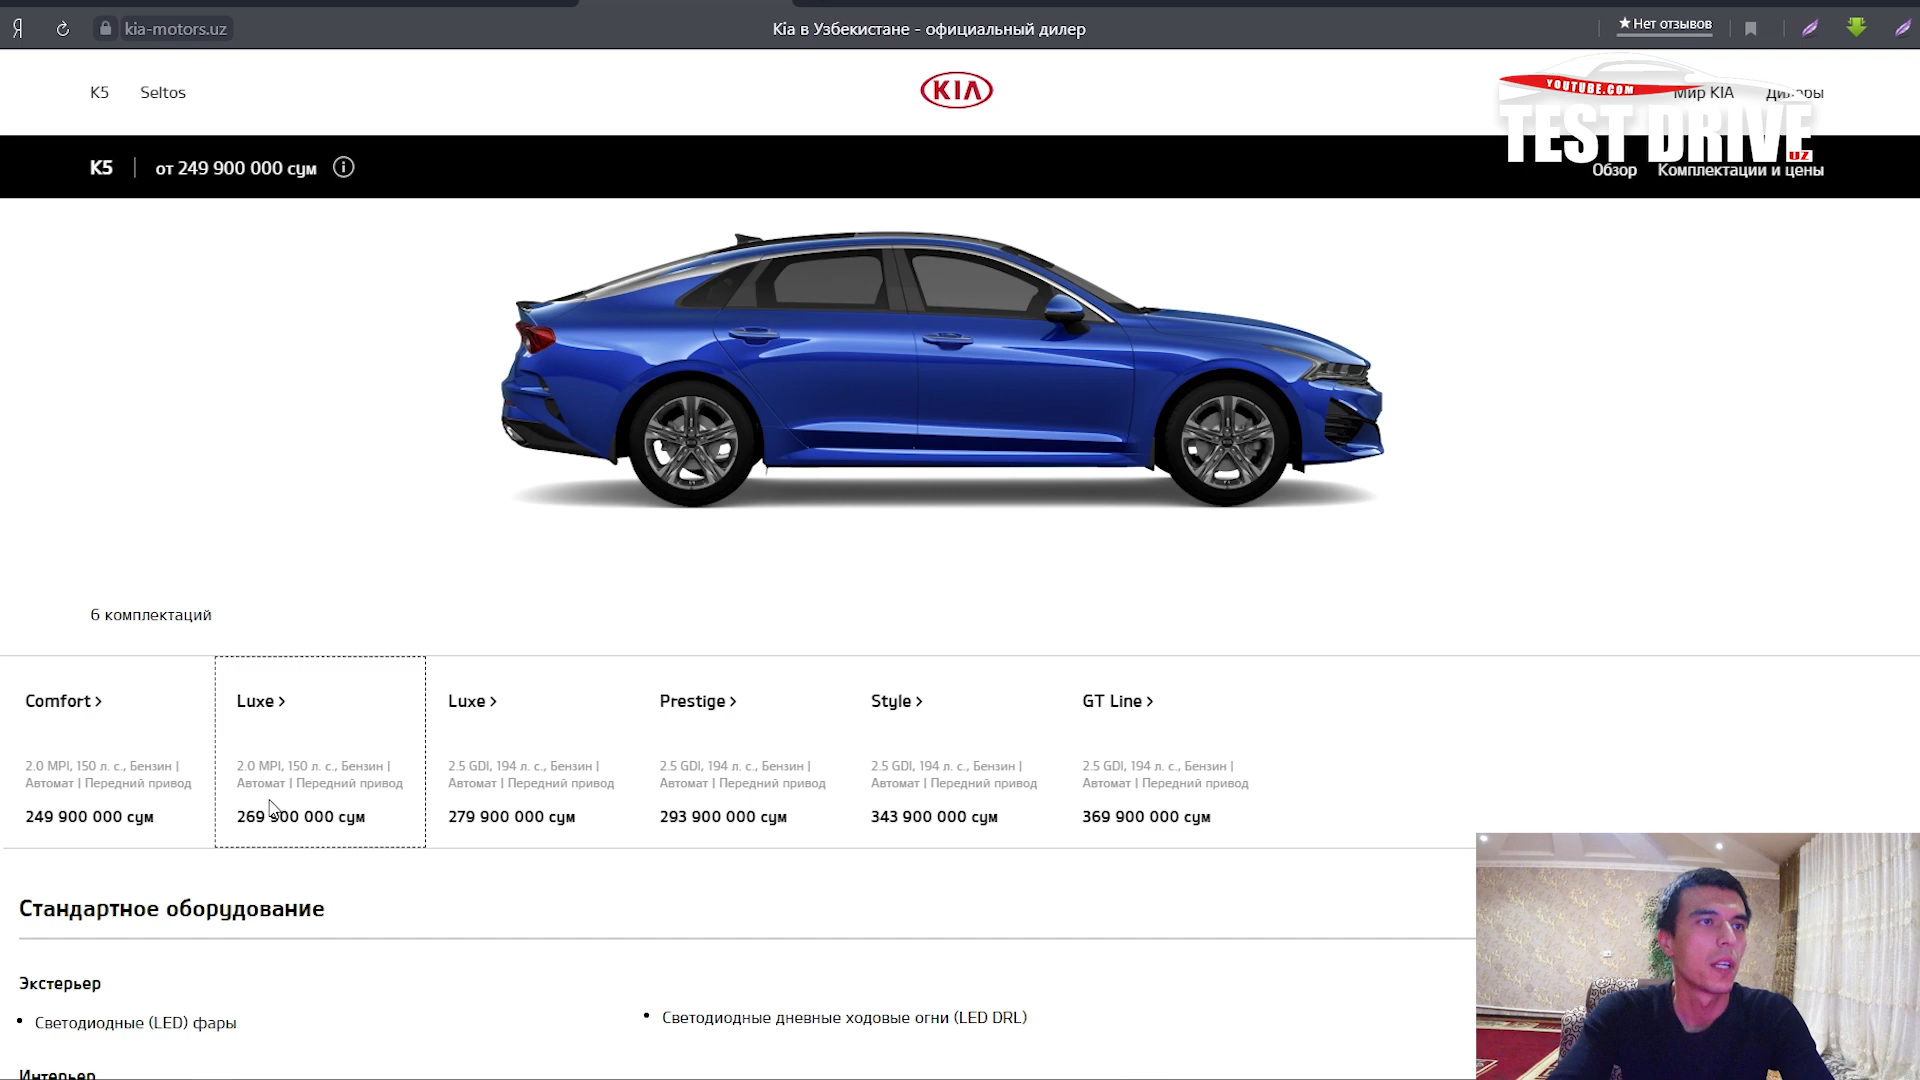 Я
kia-motors.uz
Kia в Узбекистане - официальный дилер
★Нет отзывов
K5
Seltos
KIA
Мир KIA
Дилеры
YOUTUBE.COM
TEST DRIVE
UZ
K5
от 249 900 000 сум
Обзор
Комплектации и цены
6 комплектаций
Comfort >
2.0 MPI, 150 л. с., Бензин |
Автомат | Передний привод
249 900 000 сум
Luxe >
2.0 MPI, 150 л. с., Бензин |
Автомат | Передний привод
269 900 000 сум
Luxe >
2.5 GDI, 194 л. с., Бензин |
Автомат | Передний привод
279 900 000 сум
Prestige >
2.5 GDI, 194 л. с., Бензин |
Автомат | Передний привод
293 900 000 сум
Style >
2.5 GDI, 194 л. с., Бензин |
Автомат | Передний привод
343 900 000 сум
GT Line >
2.5 GDI, 194 л. с., Бензин |
Автомат | Передний привод
369 900 000 сум
Стандартное оборудование
Экстерьер
• Светодиодные (LED) фары
• Светодиодные дневные ходовые огни (LED DRL)
Интерьер